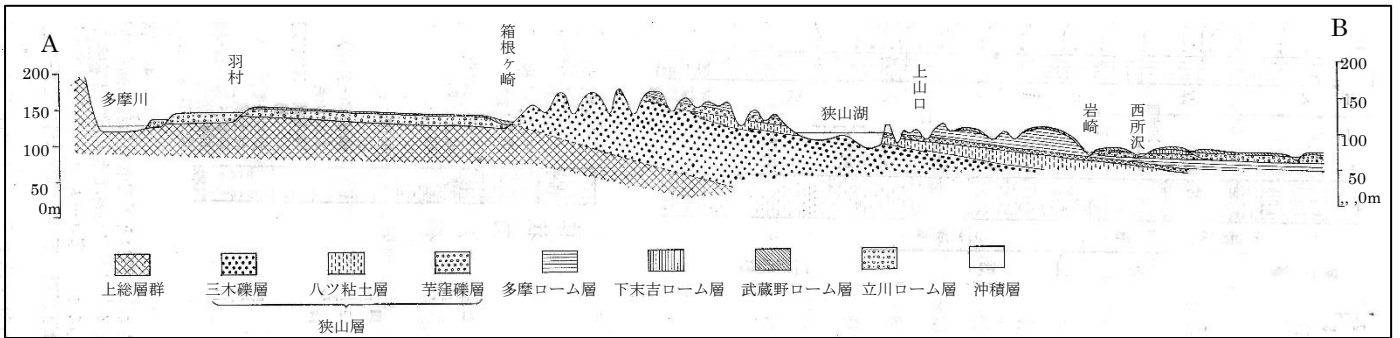 A
B
200
150
100
50
0m
200
150
100
50
0m
多摩川
羽村
箱根ヶ崎
狭山湖
上山口
岩崎
西所沢
上総層群
三木礫層
八ツ粘土層
芋窪礫層
多摩ローム層
下末吉ローム層
武蔵野ローム層
立川ローム層
沖積層
狭山層